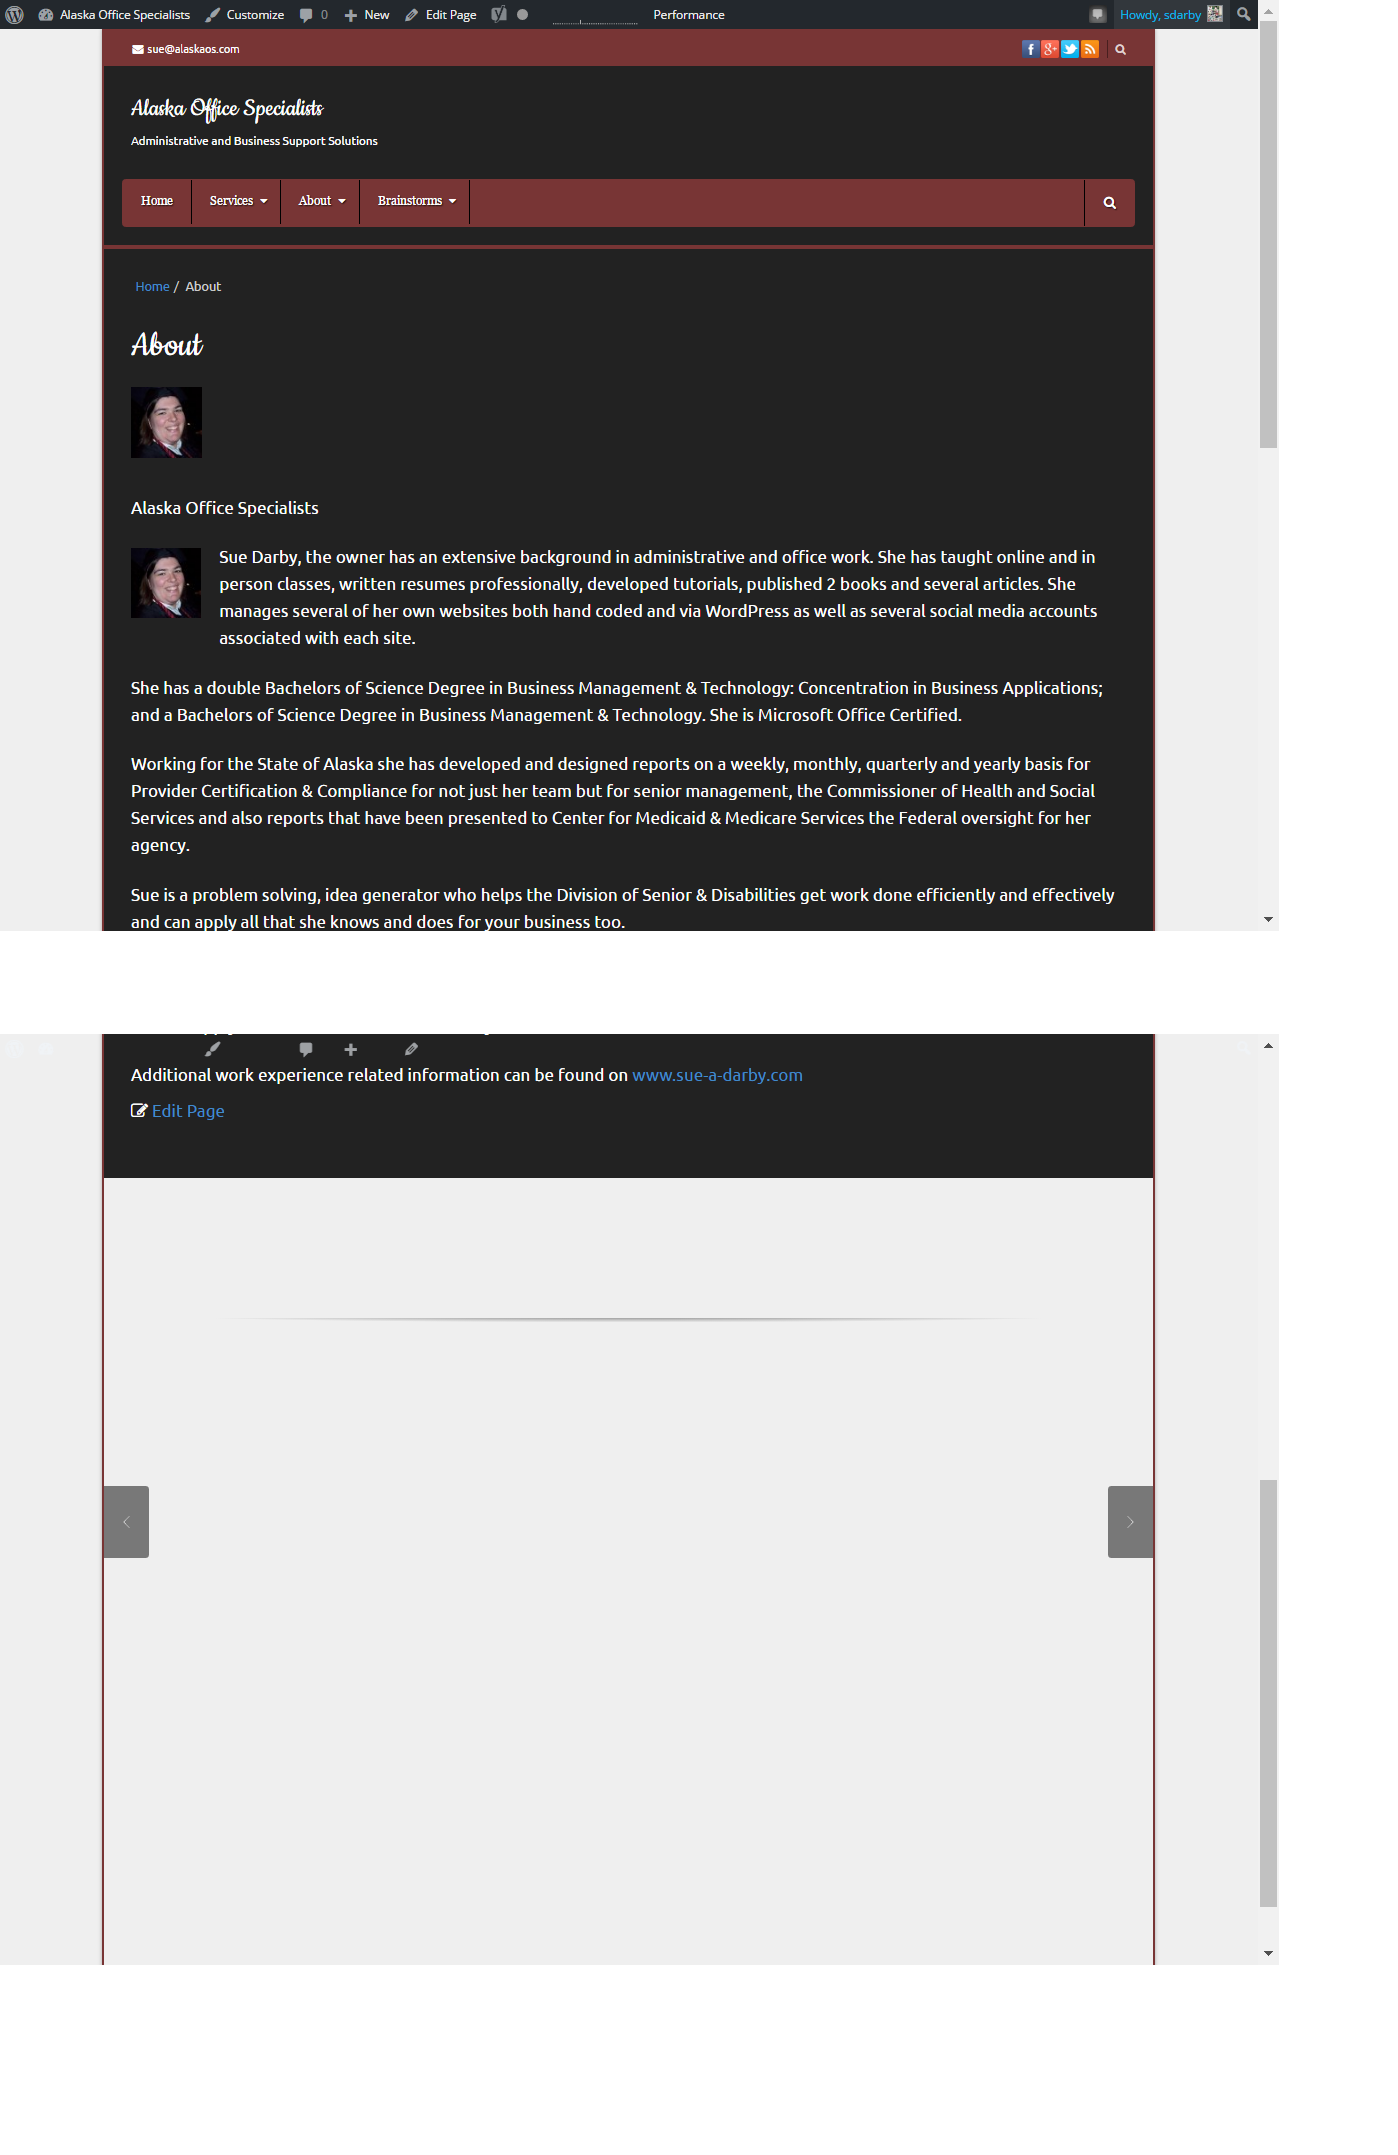 Alaska Office Specialists Customize 0 New Edit Page Performance Howdy, sdarby
sue@alaskaos.com
Alaska Office Specialists
Administrative and Business Support Solutions
Home Services About Brainstorms
Home / About
About
Alaska Office Specialists
Sue Darby, the owner has an extensive background in administrative and office work. She has taught online and in
person classes, written resumes professionally, developed tutorials, published 2 books and several articles. She
manages several of her own websites both hand coded and via WordPress as well as several social media accounts
associated with each site.
She has a double Bachelors of Science Degree in Business Management & Technology: Concentration in Business Applications;
and a Bachelors of Science Degree in Business Management & Technology. She is Microsoft Office Certified.
Working for the State of Alaska she has developed and designed reports on a weekly, monthly, quarterly and yearly basis for
Provider Certification & Compliance for not just her team but for senior management, the Commissioner of Health and Social
Services and also reports that have been presented to Center for Medicaid & Medicare Services the Federal oversight for her
agency.
Sue is a problem solving, idea generator who helps the Division of Senior & Disabilities get work done efficiently and effectively
and can apply all that she knows and does for your business too.
Additional work experience related information can be found on www.sue-a-darby.com
Edit Page